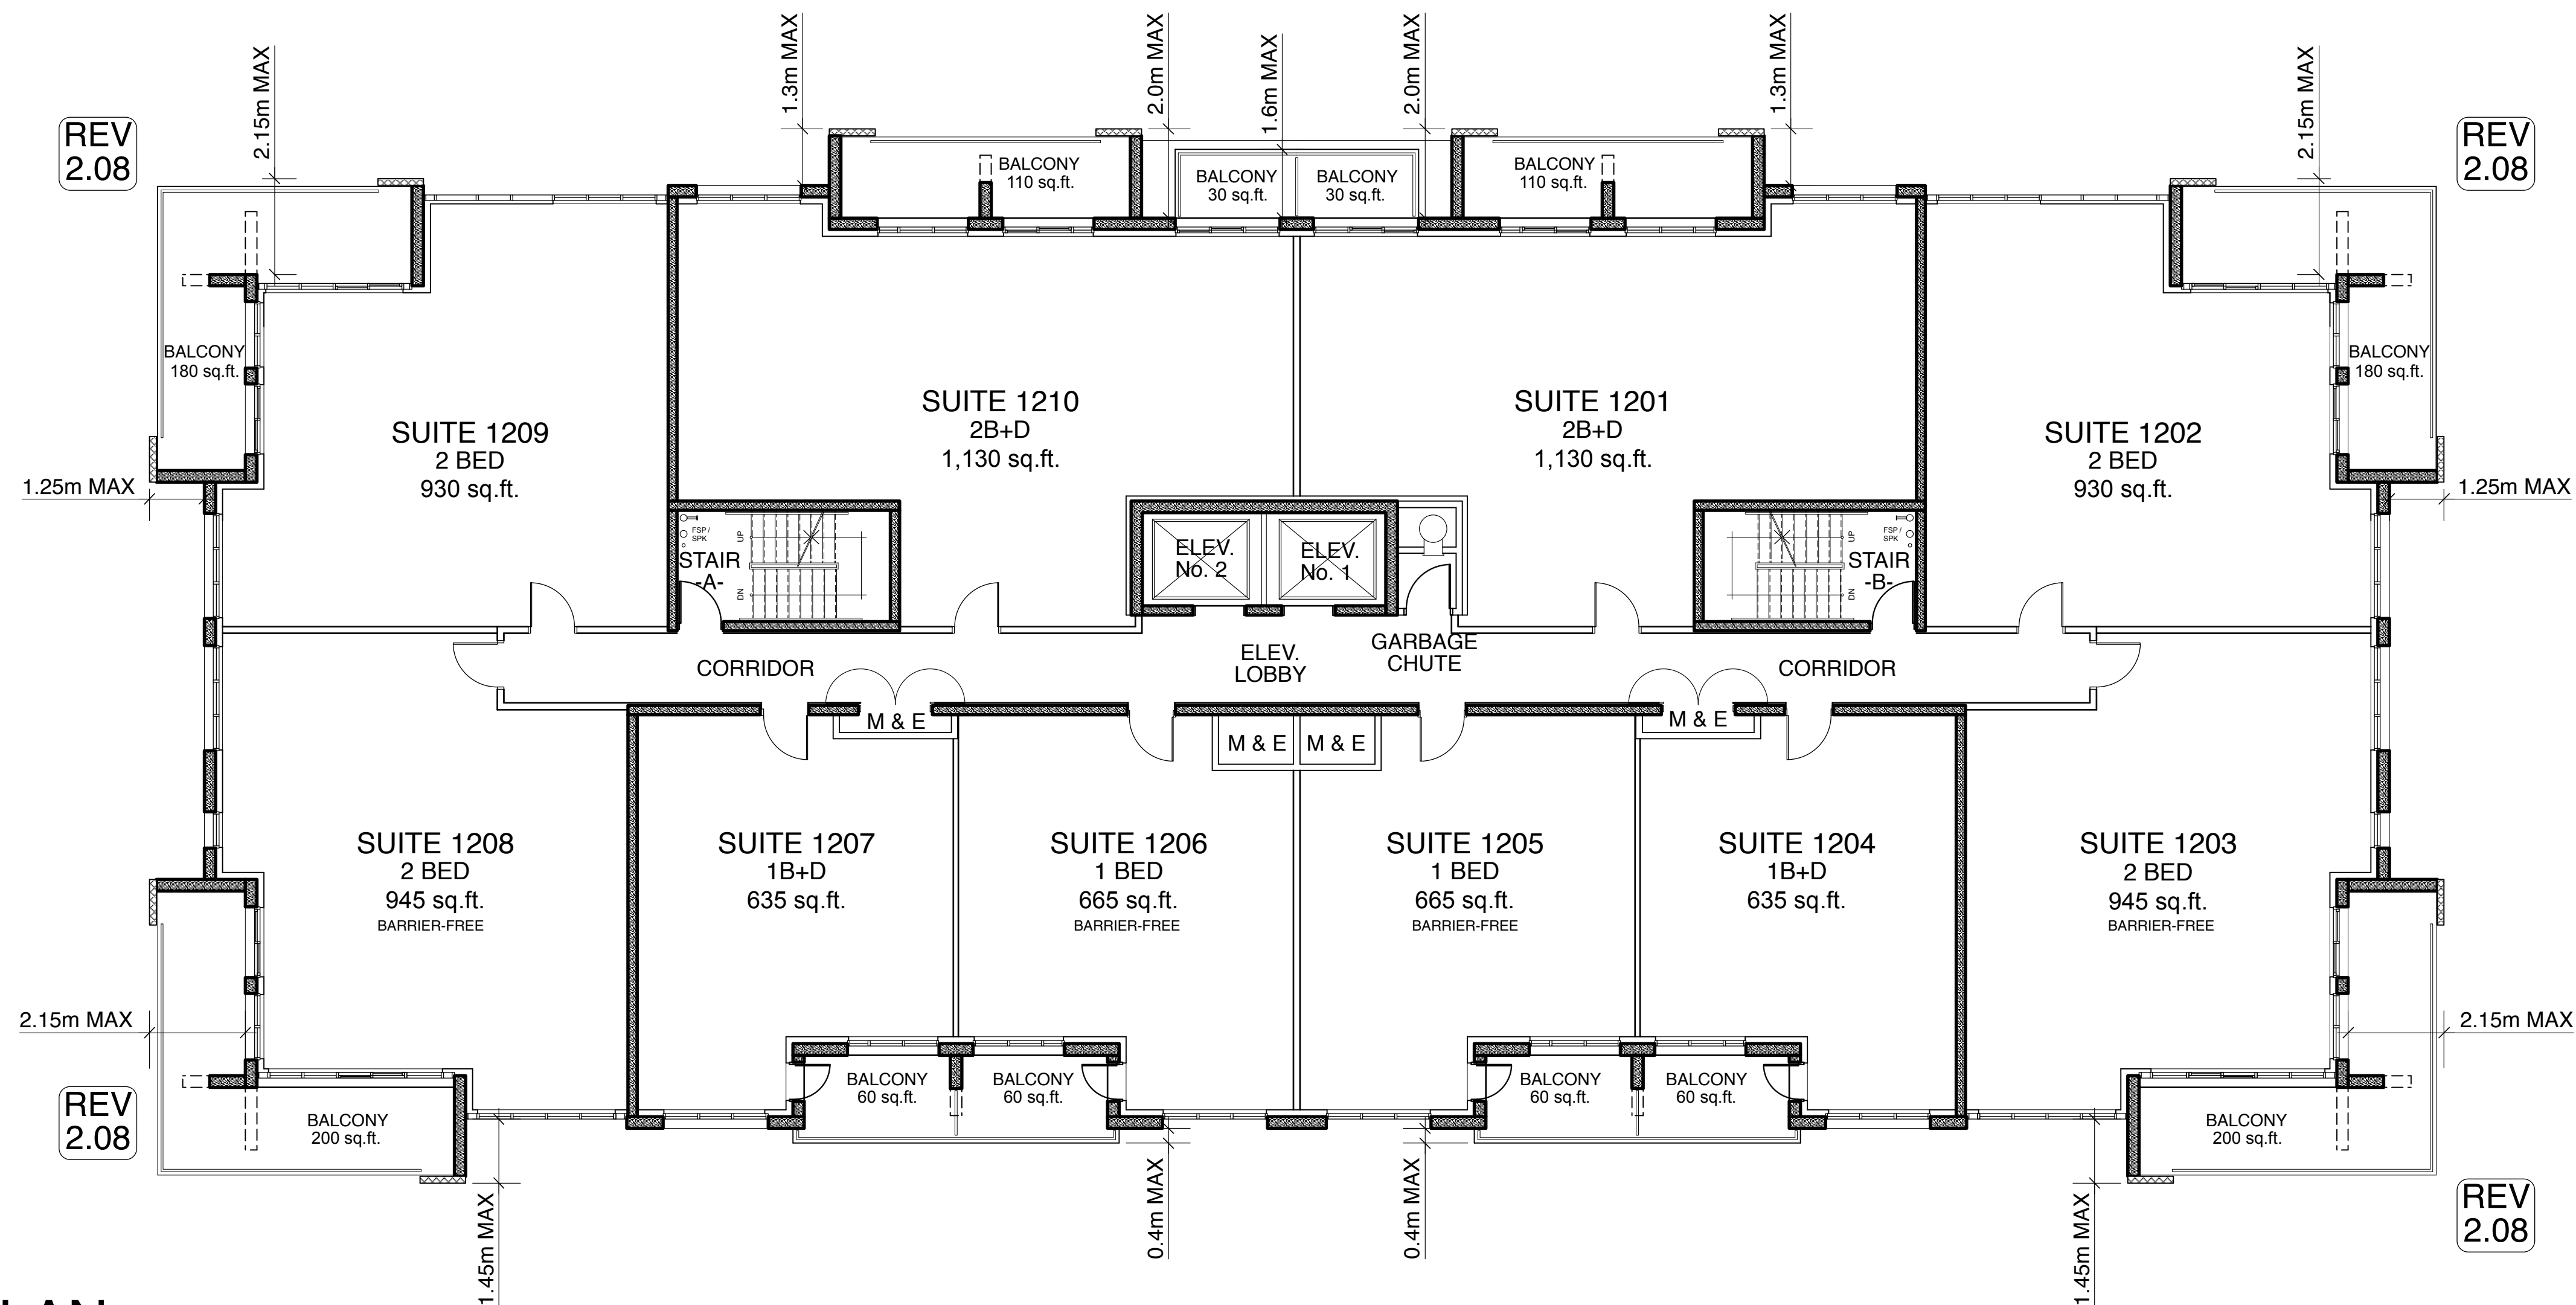 1.3m MAX
2.0m MAX
1.6m MAX
2.0m MAX
1.3m MAX
2.15m MAX
2.15m MAX
REV
2.08
REV
2.08
BALCONY
110 sq.ft.
BALCONY
30 sq.ft.
BALCONY
30 sq.ft.
BALCONY
110 sq.ft.
BALCONY
180 sq.ft.
BALCONY
180 sq.ft.
SUITE 1209
2 BED
930 sq.ft.
SUITE 1210
2B+D
1,130 sq.ft.
SUITE 1201
2B+D
1,130 sq.ft.
SUITE 1202
2 BED
930 sq.ft.
1.25m MAX
1.25m MAX
FSP /
SPK
UP
DN
STAIR
-A-
ELEV.
No. 2
ELEV.
No. 1
FSP /
SPK
UP
DN
STAIR
-B-
CORRIDOR
ELEV.
LOBBY
GARBAGE
CHUTE
CORRIDOR
M & E
M & E
M & E
M & E
SUITE 1208
2 BED
945 sq.ft.
BARRIER-FREE
SUITE 1207
1B+D
635 sq.ft.
SUITE 1206
1 BED
665 sq.ft.
BARRIER-FREE
SUITE 1205
1 BED
665 sq.ft.
BARRIER-FREE
SUITE 1204
1B+D
635 sq.ft.
SUITE 1203
2 BED
945 sq.ft.
BARRIER-FREE
2.15m MAX
2.15m MAX
BALCONY
60 sq.ft.
BALCONY
60 sq.ft.
BALCONY
60 sq.ft.
BALCONY
60 sq.ft.
REV
2.08
BALCONY
200 sq.ft.
BALCONY
200 sq.ft.
REV
2.08
1.45m MAX
0.4m MAX
0.4m MAX
1.45m MAX